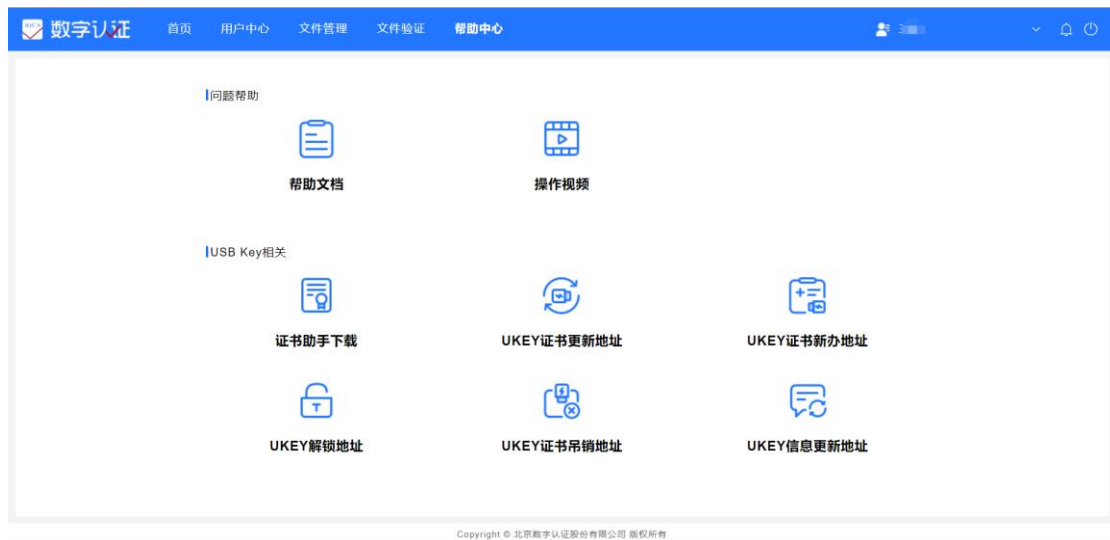 BJCA 数字认证 首页 用户中心 文件管理 文件验证 帮助中心
问题帮助
帮助文档 操作视频
USB Key相关
证书助手下载 UKEY证书更新地址 UKEY证书新办地址
UKEY解锁地址 UKEY证书吊销地址 UKEY信息更新地址
Copyright © 北京数字认证股份有限公司 版权所有